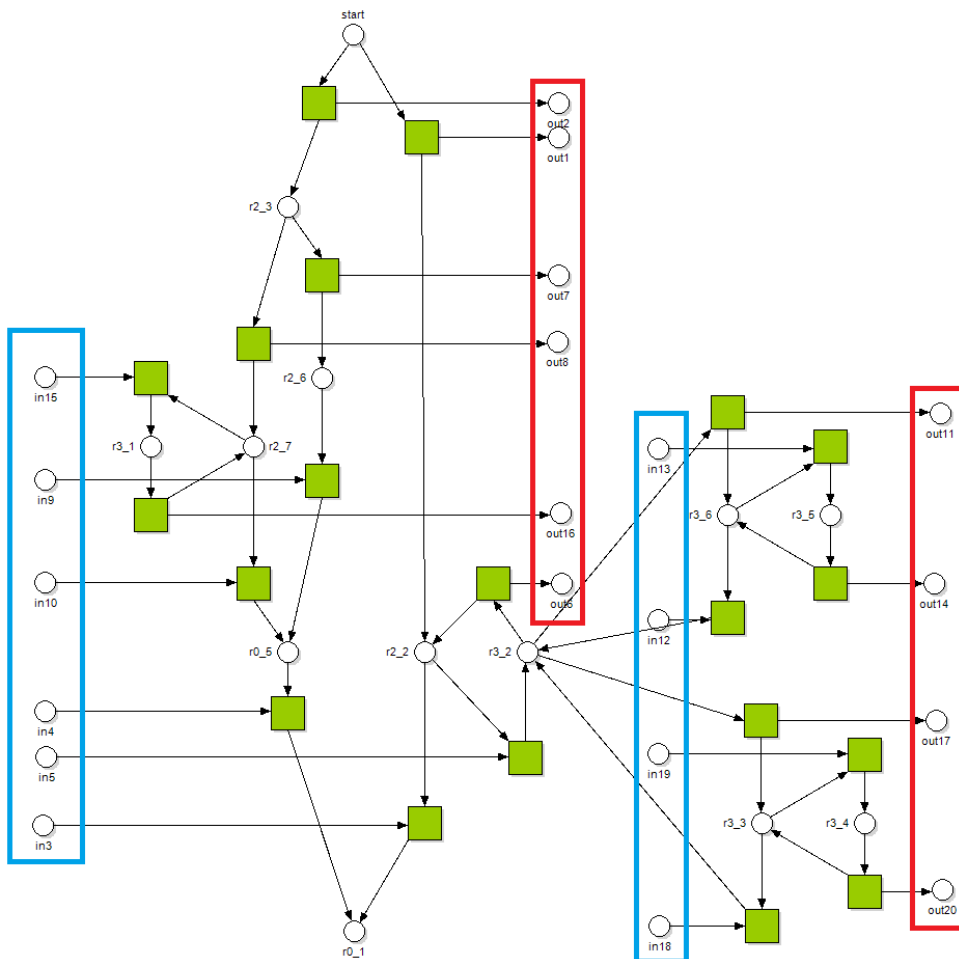 start
out2
out1
r2_3
out7
out8
r2_6
in15
r3_1
r2_7
in9
out16
in10
out6
r0_5
r2_2
r3_2
in4
in5
in3
r0_1
out11
in13
r3_6
r3_5
out14
in12
out17
in19
r3_3
r3_4
out20
in18